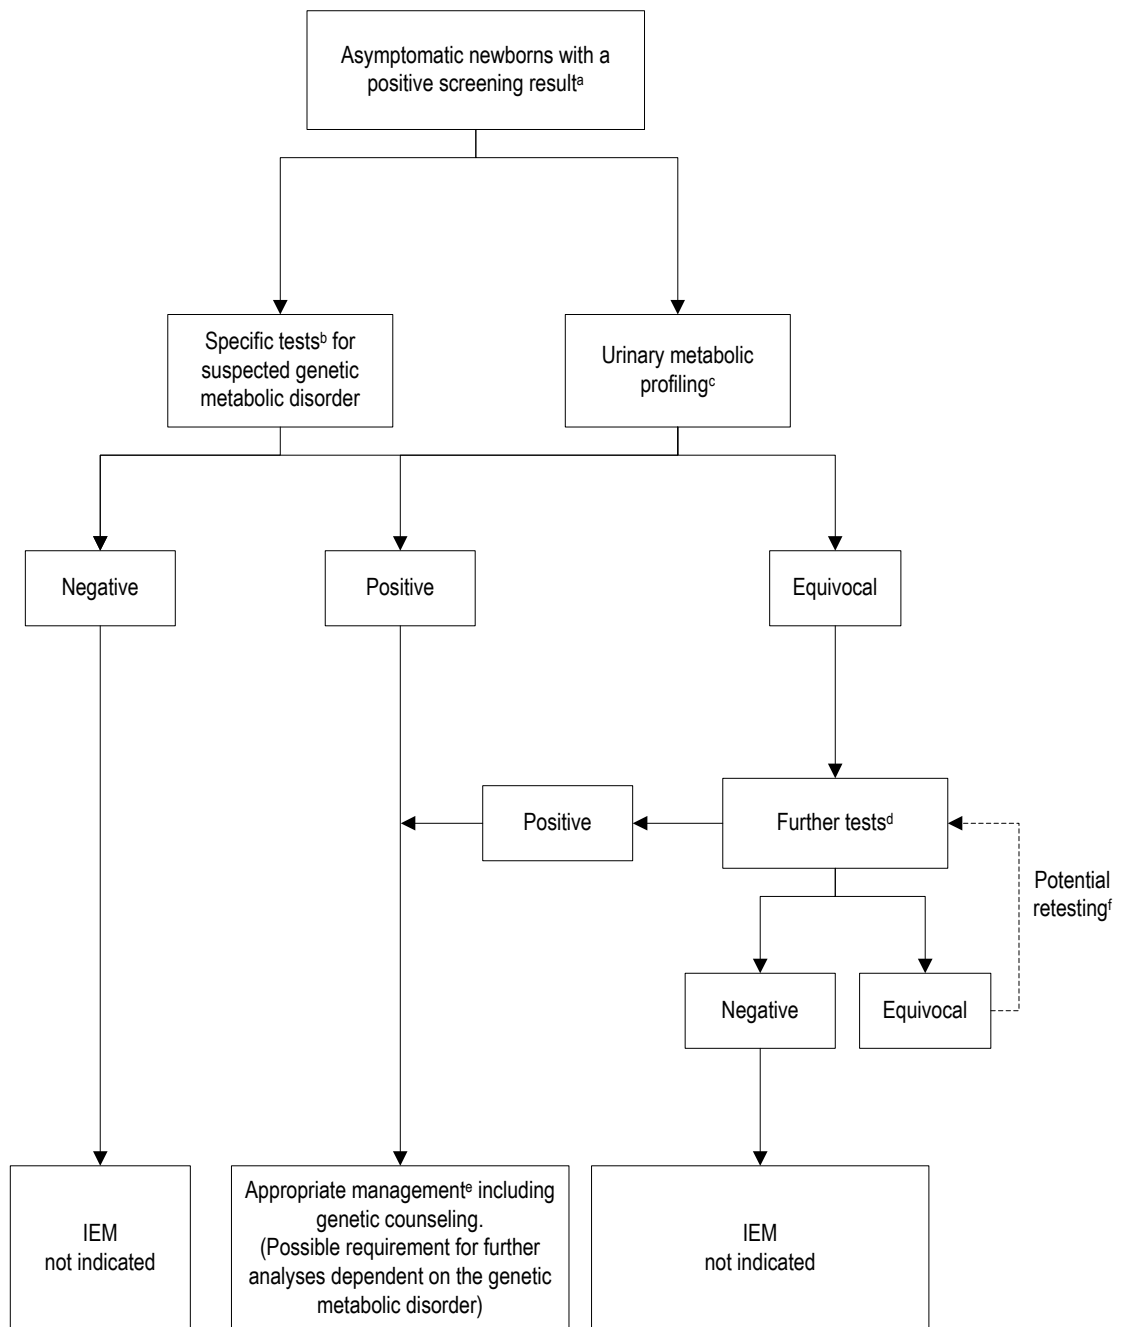 Asymptomatic newborns with a
positive screening resultᵃ
Specific testsᵇ for
suspected genetic
metabolic disorder
Urinary metabolic
profilingᶜ
Negative
Positive
Equivocal
Positive
Further testsᵈ
Potential
retestingᶠ
Negative
Equivocal
IEM
not indicated
Appropriate managementᵉ including
genetic counseling.
(Possible requirement for further
analyses dependent on the genetic
metabolic disorder)
IEM
not indicated